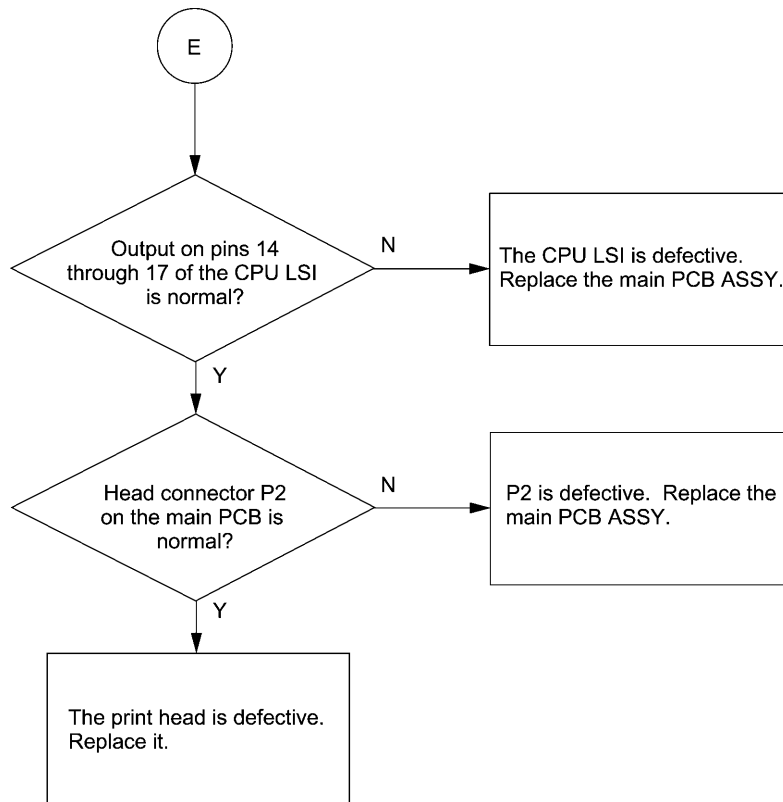 E
Output on pins 14
through 17 of the CPU LSI
is normal?
N
The CPU LSI is defective.
Replace the main PCB ASSY.
Y
Head connector P2
on the main PCB is
normal?
N
P2 is defective.  Replace the
main PCB ASSY.
Y
The print head is defective.
Replace it.